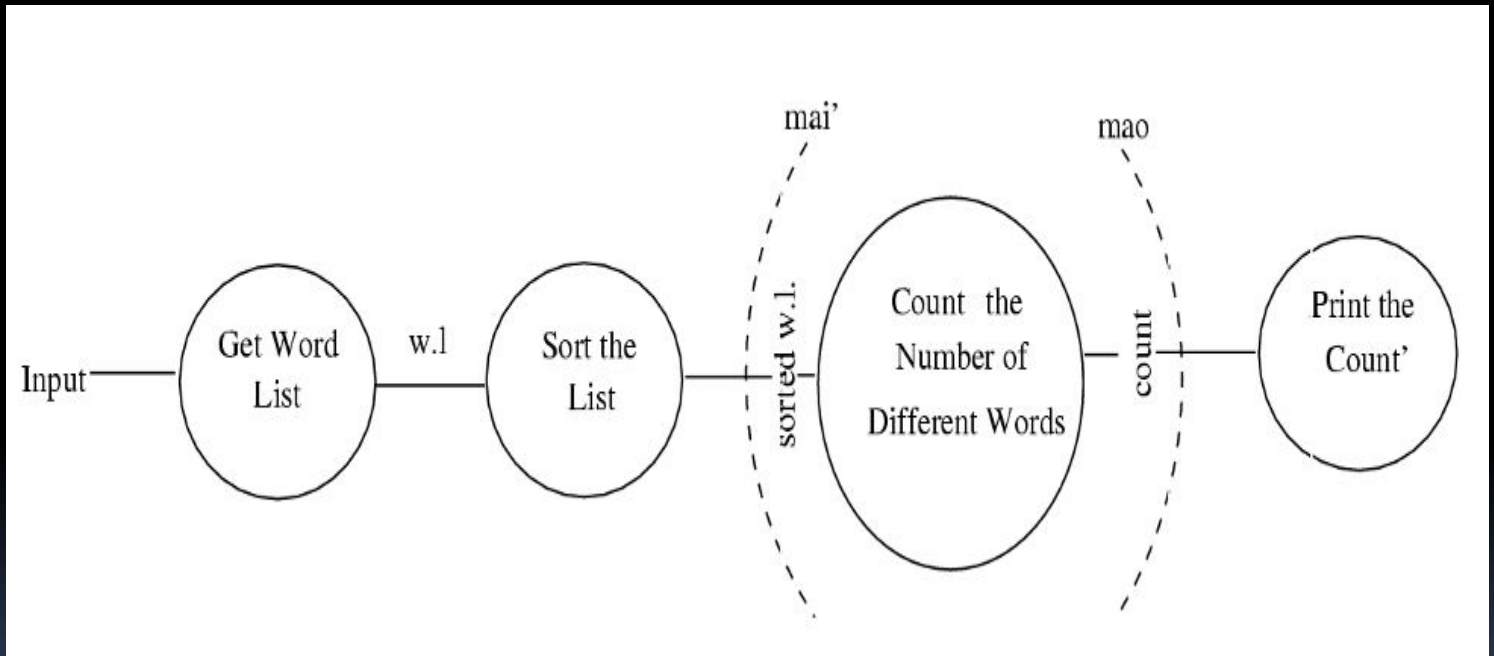 mai’
mao
Input
Get Word
List
w.l
Sort the
List
sorted w.l.
Count the
Number of
Different Words
count
Print the
Count’